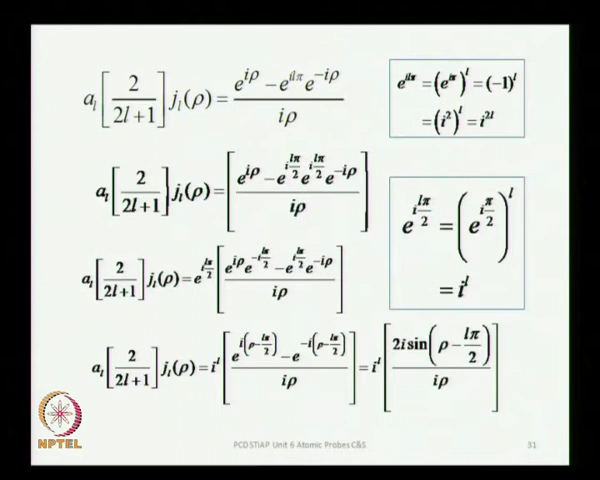 a_l [ 2 / (2l+1) ] j_l(ρ) = (e^{iρ} − e^{ilπ} e^{−iρ}) / (iρ)
e^{ilπ} = (e^{iπ})^l = (−1)^l
= (i^2)^l = i^{2l}
a_l [ 2 / (2l+1) ] j_l(ρ) = [ (e^{iρ} − e^{i lπ/2} e^{i lπ/2} e^{−iρ}) / (iρ) ]
e^{i lπ/2} = (e^{i π/2})^l
= i^l
a_l [ 2 / (2l+1) ] j_l(ρ) = e^{i lπ/2} [ (e^{iρ} e^{−i lπ/2} − e^{i lπ/2} e^{−iρ}) / (iρ) ]
a_l [ 2 / (2l+1) ] j_l(ρ) = i^l [ (e^{i(ρ − lπ/2)} − e^{−i(ρ − lπ/2)}) / (iρ) ] = i^l [ 2i sin(ρ − lπ/2) / (iρ) ]
NPTEL
PCD STiAP Unit 6 Atomic Probes C&S
31